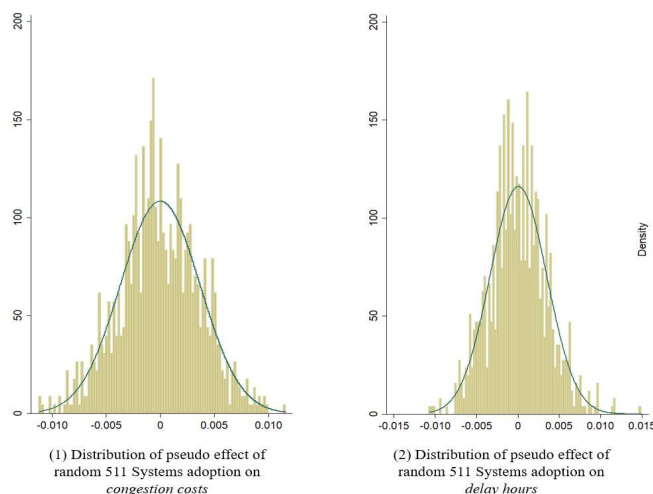 200
150
100
50
0
-0.010 -0.005 0 0.005 0.010
(1) Distribution of pseudo effect of
random 511 Systems adoption on
congestion costs
200
150
100
50
0
-0.015 -0.010 -0.005 0 0.005 0.010 0.015
Density
(2) Distribution of pseudo effect of
random 511 Systems adoption on
delay hours